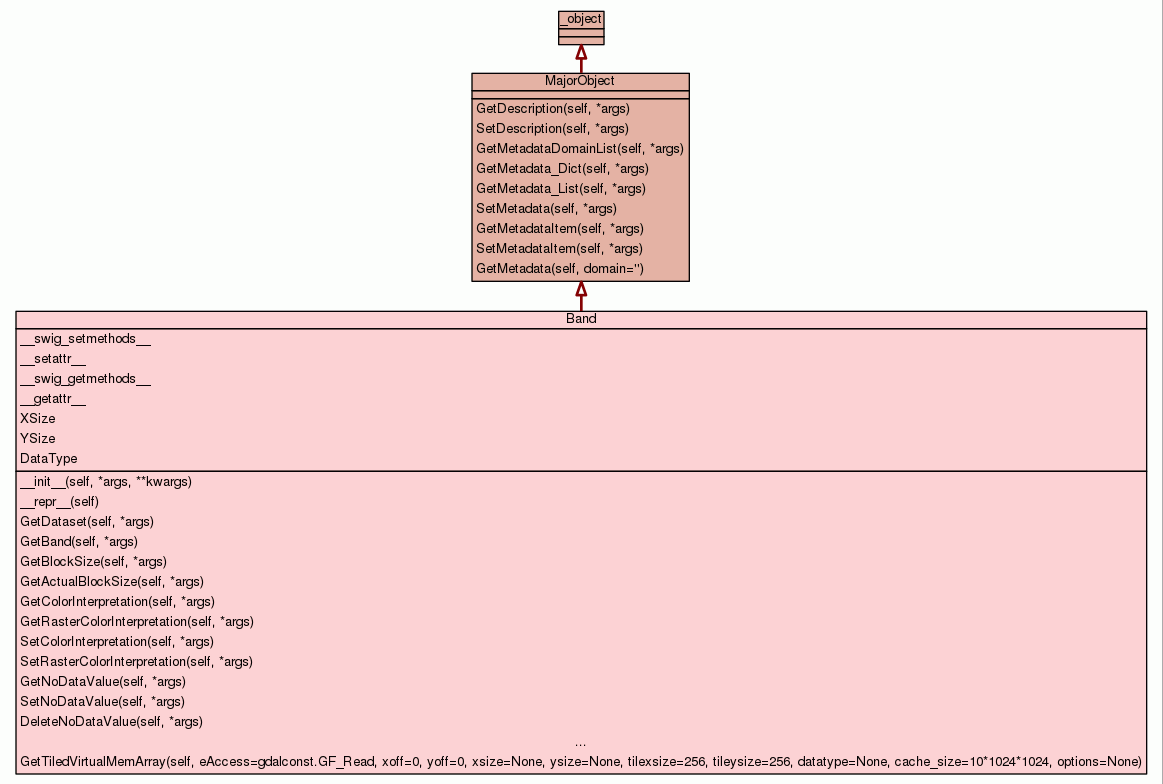 _object
MajorObject
GetDescription(self, *args)
SetDescription(self, *args)
GetMetadataDomainList(self, *args)
GetMetadata_Dict(self, *args)
GetMetadata_List(self, *args)
SetMetadata(self, *args)
GetMetadataItem(self, *args)
SetMetadataItem(self, *args)
GetMetadata(self, domain='')
Band
__swig_setmethods__
__setattr__
__swig_getmethods__
__getattr__
XSize
YSize
DataType
__init__(self, *args, **kwargs)
__repr__(self)
GetDataset(self, *args)
GetBand(self, *args)
GetBlockSize(self, *args)
GetActualBlockSize(self, *args)
GetColorInterpretation(self, *args)
GetRasterColorInterpretation(self, *args)
SetColorInterpretation(self, *args)
SetRasterColorInterpretation(self, *args)
GetNoDataValue(self, *args)
SetNoDataValue(self, *args)
DeleteNoDataValue(self, *args)
...
GetTiledVirtualMemArray(self, eAccess=gdalconst.GF_Read, xoff=0, yoff=0, xsize=None, ysize=None, tilexsize=256, tileysize=256, datatype=None, cache_size=10*1024*1024, options=None)